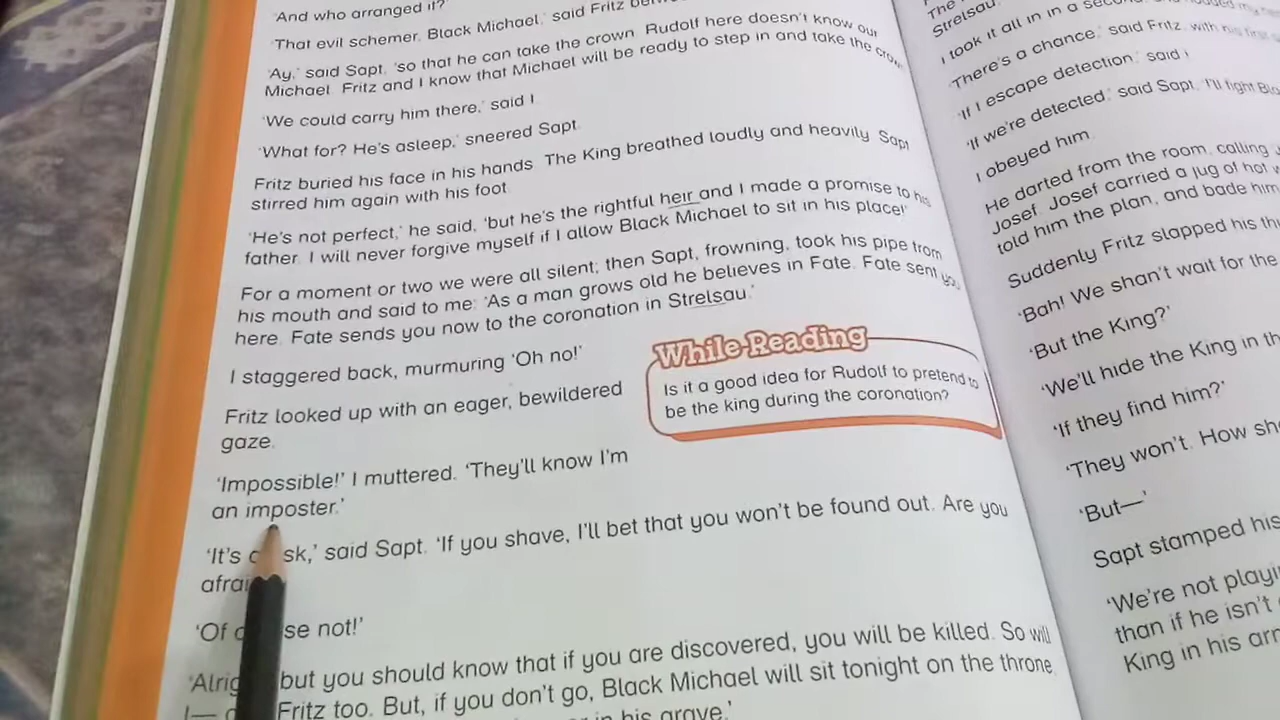 'And who arranged it?'
'That evil schemer, Black Michael,' said Fritz
'Ay,' said Sapt, 'so that he can take the crown. Rudolf here doesn't know our
Michael. Fritz and I know that Michael will be ready to step in and take the crow
'We could carry him there,' said I.
'What for? He's asleep,' sneered Sapt.
Fritz buried his face in his hands. The King breathed loudly and heavily. Sapt
stirred him again with his foot.
'He's not perfect,' he said, 'but he's the rightful heir and I made a promise to his
father. I will never forgive myself if I allow Black Michael to sit in his place!'
For a moment or two we were all silent; then Sapt, frowning, took his pipe from
his mouth and said to me: 'As a man grows old he believes in Fate. Fate sent you
here. Fate sends you now to the coronation in Strelsau.'
I staggered back, murmuring 'Oh no!'
Fritz looked up with an eager, bewildered
gaze.
'Impossible!' I muttered. 'They'll know I'm
an imposter.'
While-Reading
Is it a good idea for Rudolf to pretend to
be the king during the coronation?
'It's sk,' said Sapt. 'If you shave, I'll bet that you won't be found out. Are you
afrai
'Of se not!'
'Alrig but you should know that if you are discovered, you will be killed. So will
I— Fritz too. But, if you don't go, Black Michael will sit tonight on the throne
in his grave.'
The
Strelsau.
I took it all in in a second
'There's a chance,' said Fritz, with his first
'If I escape detection,' said I
'If we're detected,' said Sapt. 'I'll fight Bla
I obeyed him.
He darted from the room, calling
Josef. Josef carried a jug of hot
told him the plan, and bade him
Suddenly Fritz slapped his th
'Bah! We shan't wait for the
'But the King?'
'We'll hide the King in th
'If they find him?'
'They won't. How sh
'But—'
Sapt stamped his
'We're not playi
than if he isn't
King in his arm